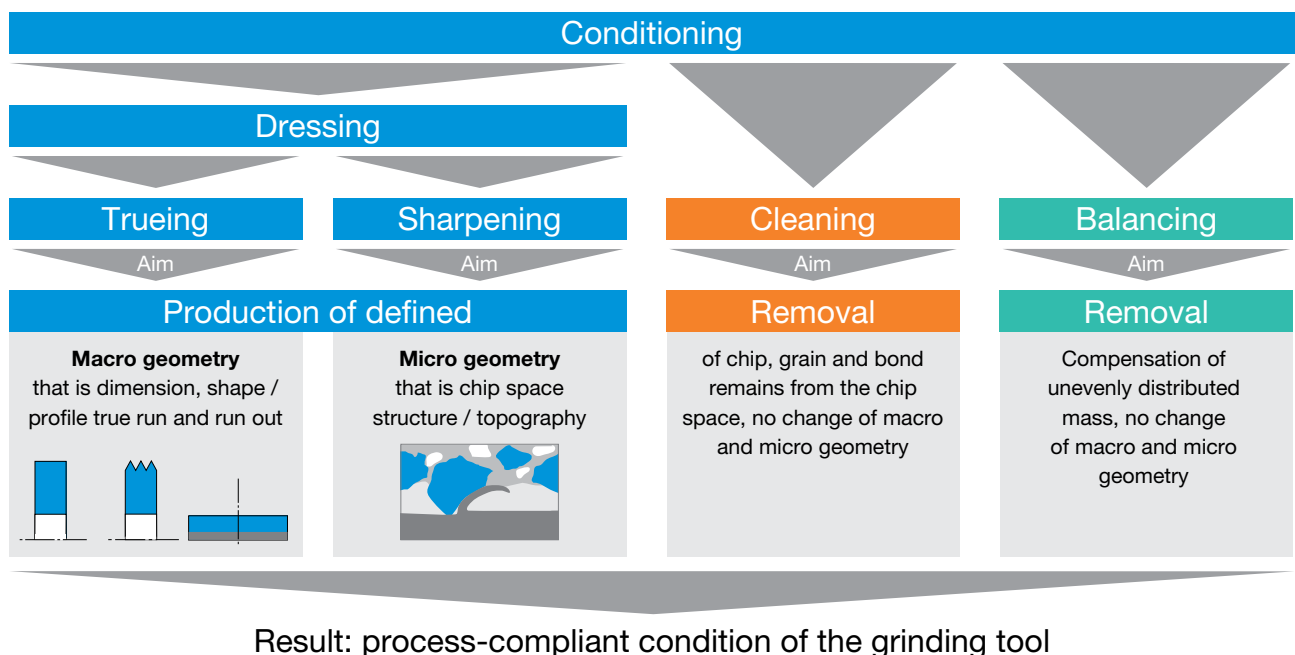 Conditioning
Dressing
Trueing
Sharpening
Cleaning
Balancing
Aim
Aim
Aim
Aim
Production of defined
Removal
Removal
Macro geometry
that is dimension, shape /
profile true run and run out
Micro geometry
that is chip space
structure / topography
of chip, grain and bond
remains from the chip
space, no change of macro
and micro geometry
Compensation of
unevenly distributed
mass, no change
of macro and micro
geometry
Result: process-compliant condition of the grinding tool